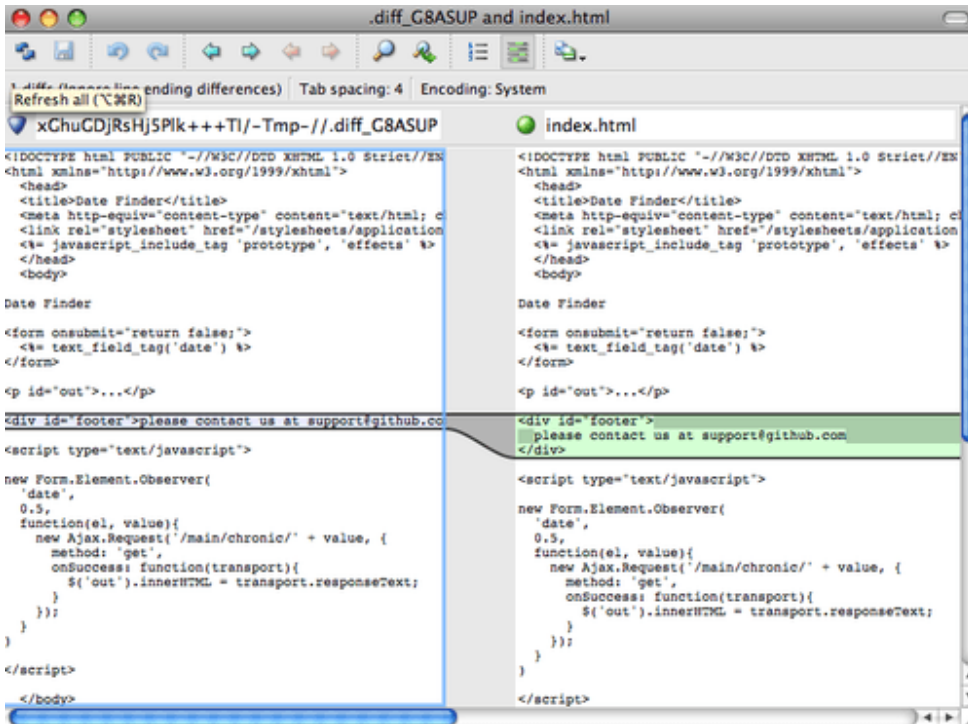 .diff_G8ASUP and index.html
1 diffs (Ignore line ending differences) Tab spacing: 4 Encoding: System
Refresh all (⌥⌘R)
xGhuGDjRsHj5Plk+++TI/-Tmp-//.diff_G8ASUP
<!DOCTYPE html PUBLIC "-//W3C//DTD XHTML 1.0 Strict//EN
<html xmlns="http://www.w3.org/1999/xhtml">
<head>
<title>Date Finder</title>
<meta http-equiv="content-type" content="text/html; c
<link rel="stylesheet" href="/stylesheets/application
<%= javascript_include_tag 'prototype', 'effects' %>
</head>
<body>
Date Finder
<form onsubmit="return false;">
<%= text_field_tag('date') %>
</form>
<p id="out">...</p>
<div id="footer">please contact us at support@github.co
<script type="text/javascript">
new Form.Element.Observer(
'date',
0.5,
function(el, value){
new Ajax.Request('/main/chronic/' + value, {
method: 'get',
onSuccess: function(transport){
$('out').innerHTML = transport.responseText;
}
});
}
)
</script>
</body>
index.html
<!DOCTYPE html PUBLIC "-//W3C//DTD XHTML 1.0 Strict//EN
<html xmlns="http://www.w3.org/1999/xhtml">
<head>
<title>Date Finder</title>
<meta http-equiv="content-type" content="text/html; cl
<link rel="stylesheet" href="/stylesheets/application
<%= javascript_include_tag 'prototype', 'effects' %>
</head>
<body>
Date Finder
<form onsubmit="return false;">
<%= text_field_tag('date') %>
</form>
<p id="out">...</p>
<div id="footer">
please contact us at support@github.com
</div>
<script type="text/javascript">
new Form.Element.Observer(
'date',
0.5,
function(el, value){
new Ajax.Request('/main/chronic/' + value, {
method: 'get',
onSuccess: function(transport){
$('out').innerHTML = transport.responseText;
}
});
}
)
</script>